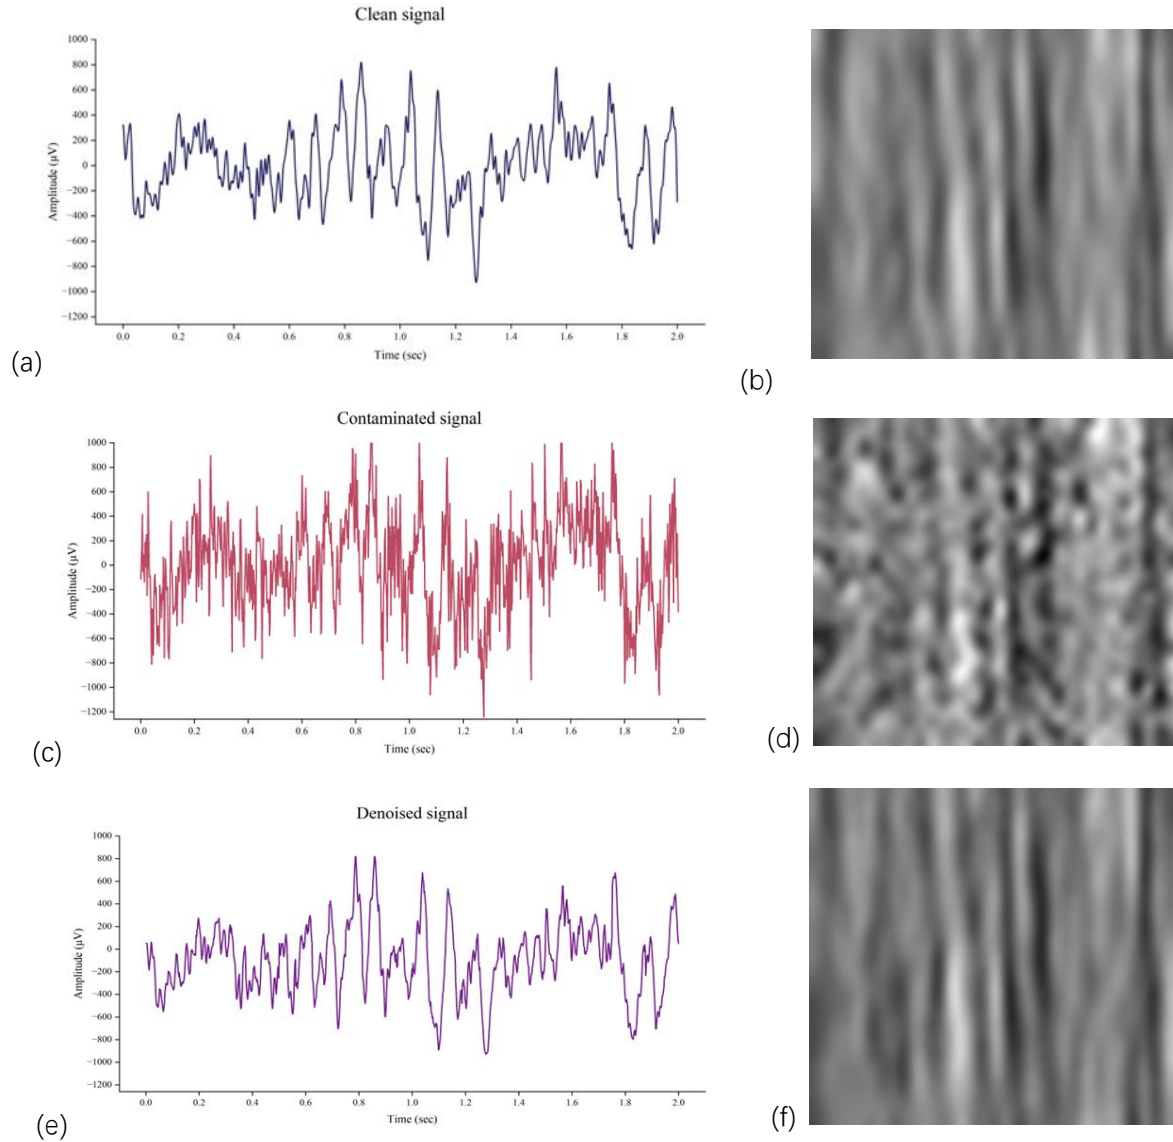 Clean signal
1000
800
600
400
200
0
−200
−400
−600
−800
−1000
−1200
Amplitude (µV)
0.0 0.2 0.4 0.6 0.8 1.0 1.2 1.4 1.6 1.8 2.0
Time (sec)
(a)
(b)
Contaminated signal
1000
800
600
400
200
0
−200
−400
−600
−800
−1000
−1200
Amplitude (µV)
0.0 0.2 0.4 0.6 0.8 1.0 1.2 1.4 1.6 1.8 2.0
Time (sec)
(c)
(d)
Denoised signal
1000
800
600
400
200
0
−200
−400
−600
−800
−1000
−1200
Amplitude (µV)
0.0 0.2 0.4 0.6 0.8 1.0 1.2 1.4 1.6 1.8 2.0
Time (sec)
(e)
(f)